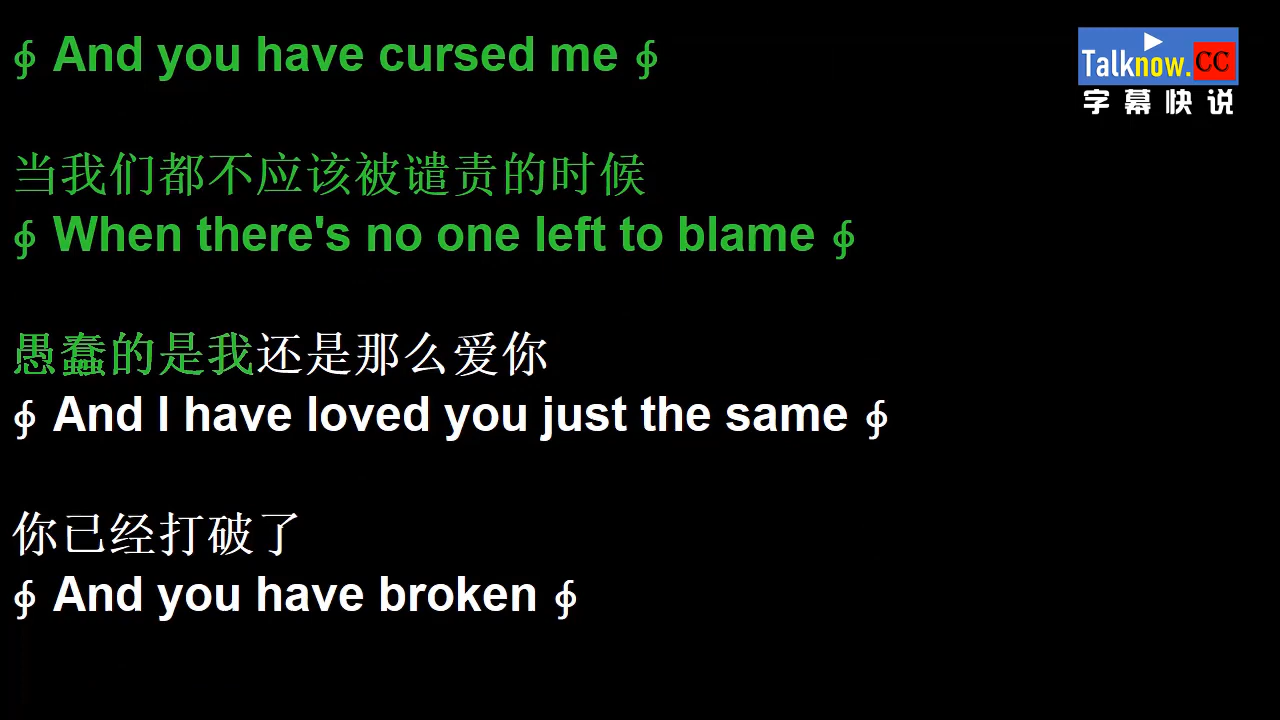 ∮ And you have cursed me ∮
Talknow.CC
字幕快说
当我们都不应该被谴责的时候
∮ When there's no one left to blame ∮
愚蠢的是我还是那么爱你
∮ And I have loved you just the same ∮
你已经打破了
∮ And you have broken ∮